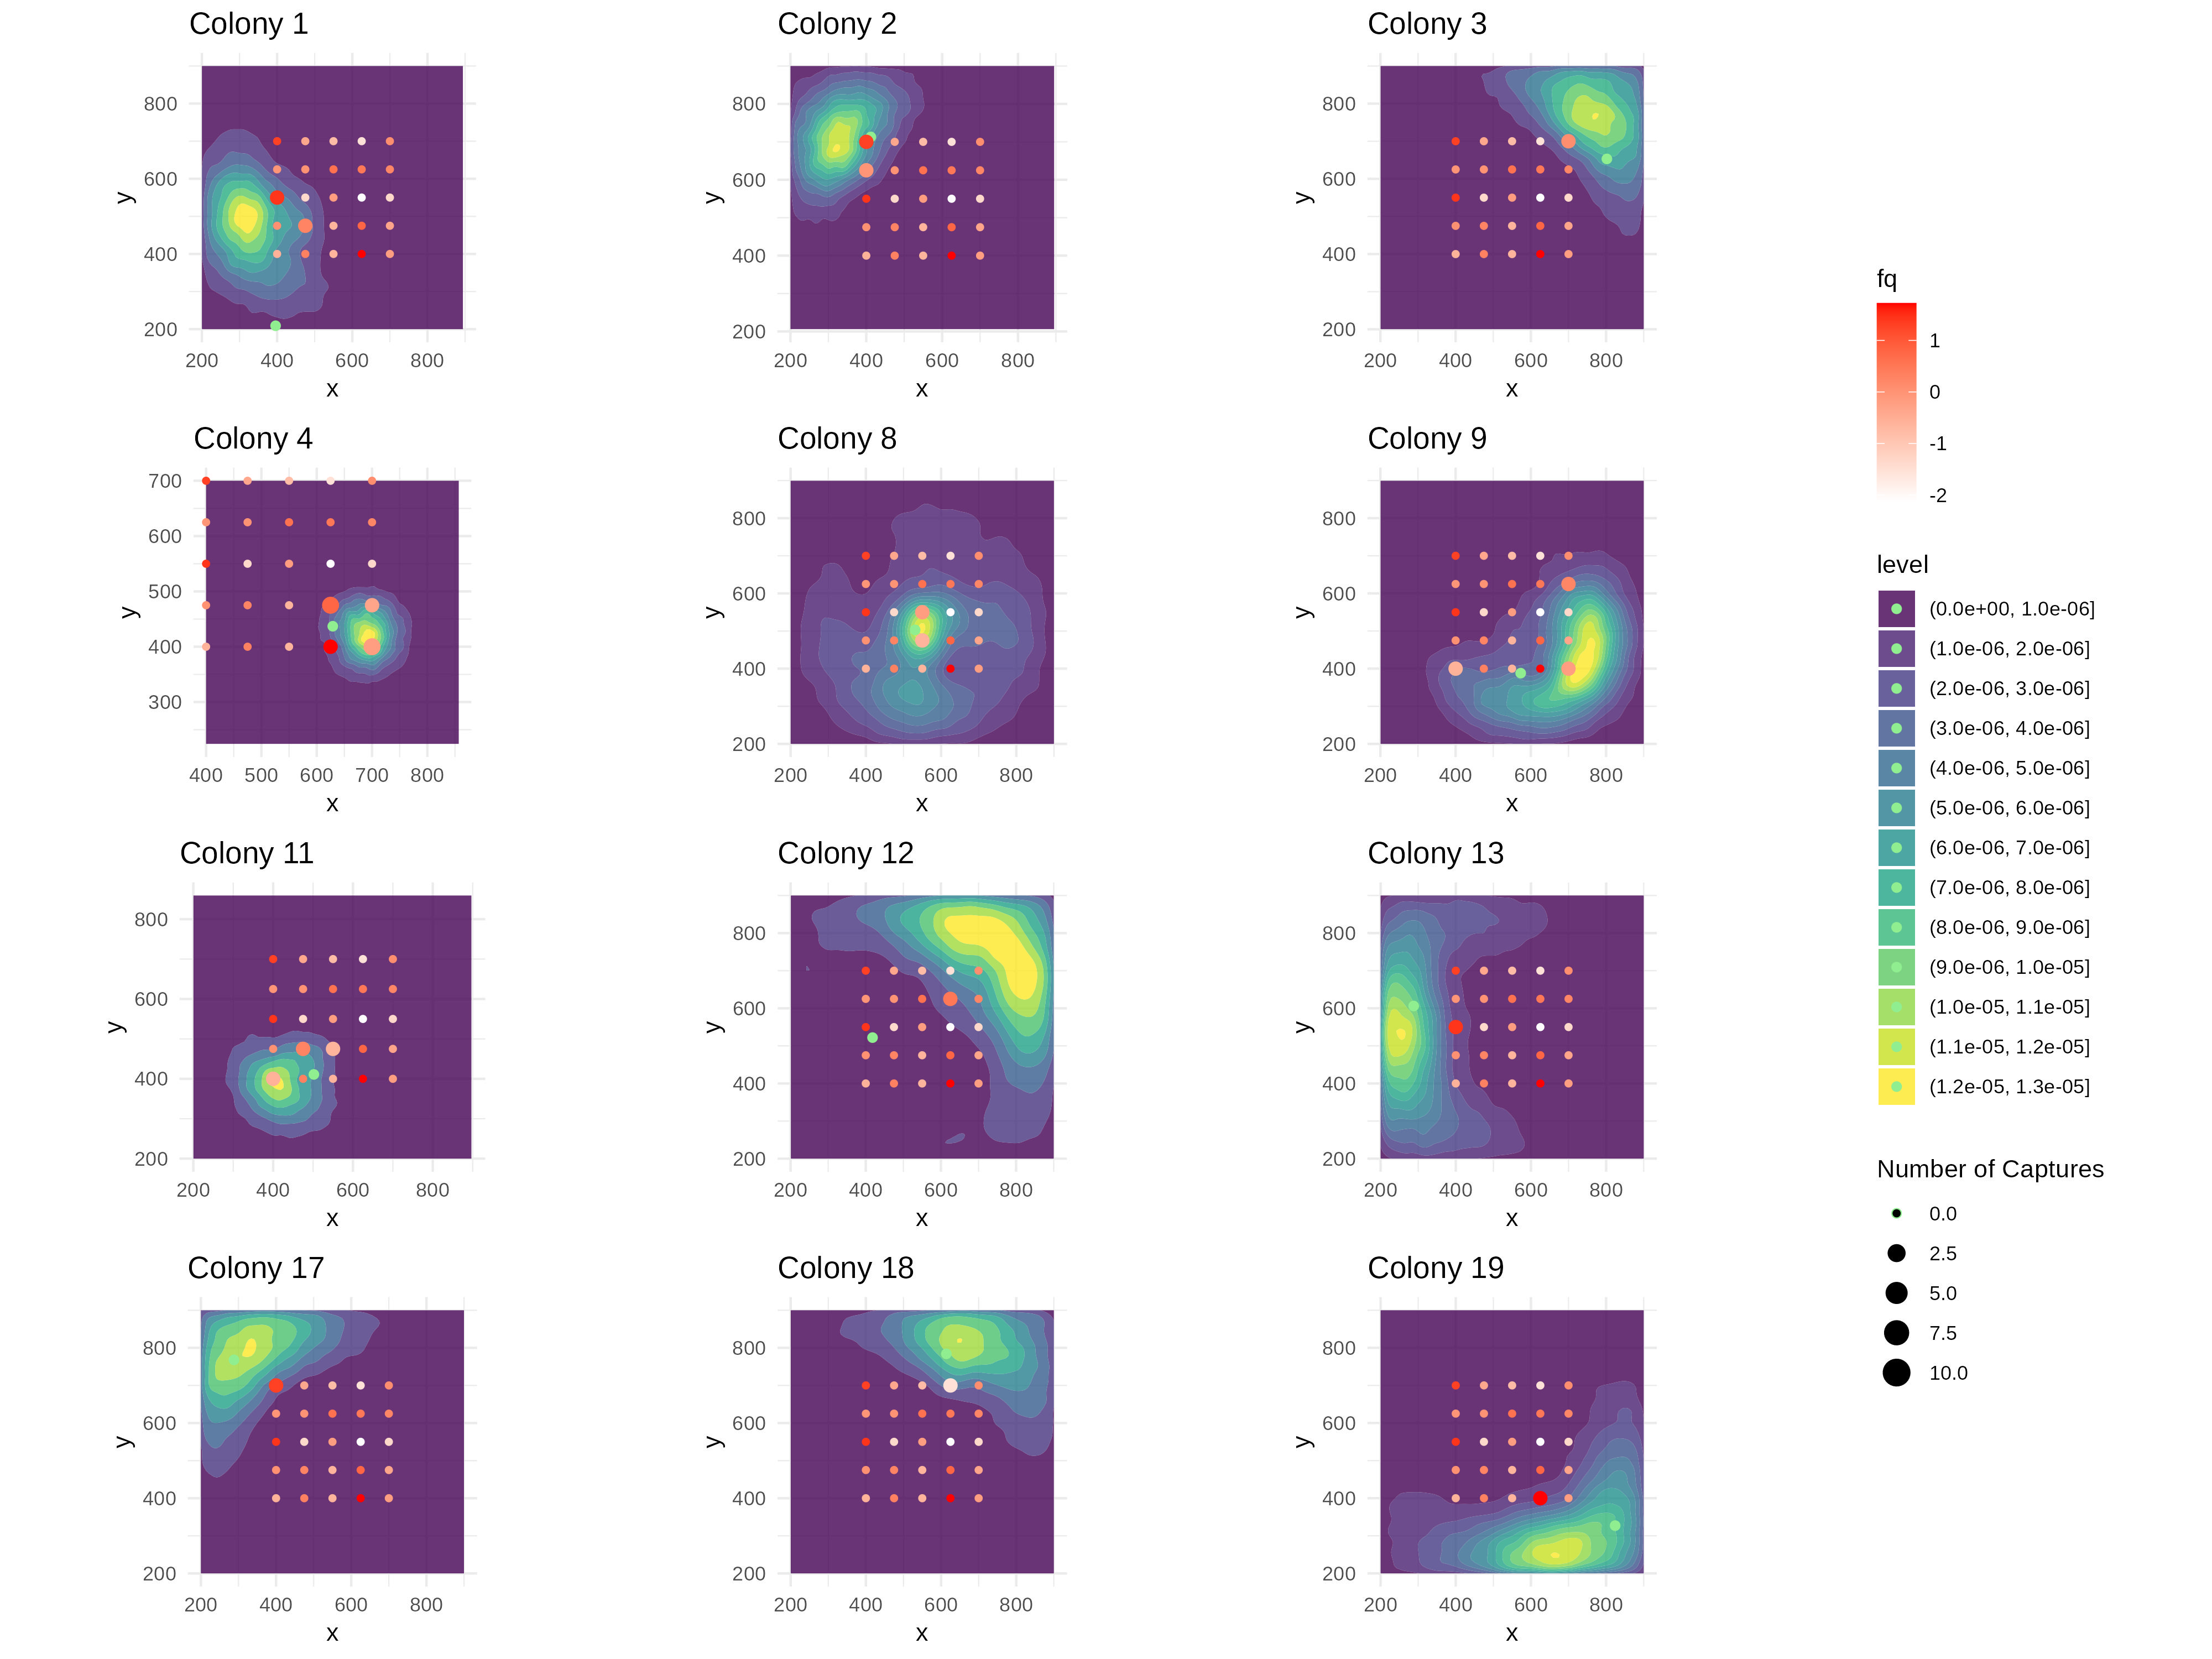 Colony 1
y
800
600
400
200
200 400 600 800
x
Colony 2
y
800
600
400
200
200 400 600 800
x
Colony 3
y
800
600
400
200
200 400 600 800
x
Colony 4
y
700
600
500
400
300
400 500 600 700 800
x
Colony 8
y
800
600
400
200
200 400 600 800
x
Colony 9
y
800
600
400
200
200 400 600 800
x
Colony 11
y
800
600
400
200
200 400 600 800
x
Colony 12
y
800
600
400
200
200 400 600 800
x
Colony 13
y
800
600
400
200
200 400 600 800
x
Colony 17
y
800
600
400
200
200 400 600 800
x
Colony 18
y
800
600
400
200
200 400 600 800
x
Colony 19
y
800
600
400
200
200 400 600 800
x
fq
1
0
-1
-2
level
(0.0e+00, 1.0e-06]
(1.0e-06, 2.0e-06]
(2.0e-06, 3.0e-06]
(3.0e-06, 4.0e-06]
(4.0e-06, 5.0e-06]
(5.0e-06, 6.0e-06]
(6.0e-06, 7.0e-06]
(7.0e-06, 8.0e-06]
(8.0e-06, 9.0e-06]
(9.0e-06, 1.0e-05]
(1.0e-05, 1.1e-05]
(1.1e-05, 1.2e-05]
(1.2e-05, 1.3e-05]
Number of Captures
0.0
2.5
5.0
7.5
10.0